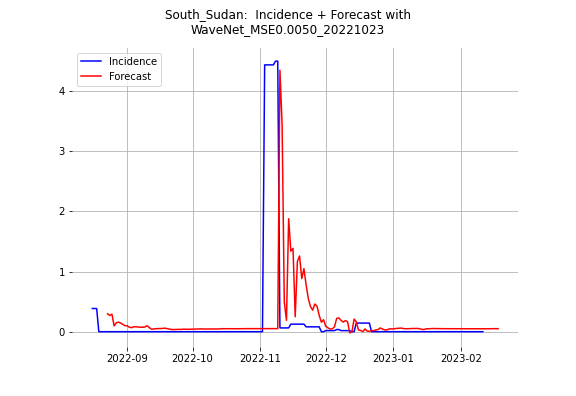 South_Sudan:  Incidence + Forecast with
WaveNet_MSE0.0050_20221023
Incidence
Forecast
4
3
2
1
0
2022-09
2022-10
2022-11
2022-12
2023-01
2023-02